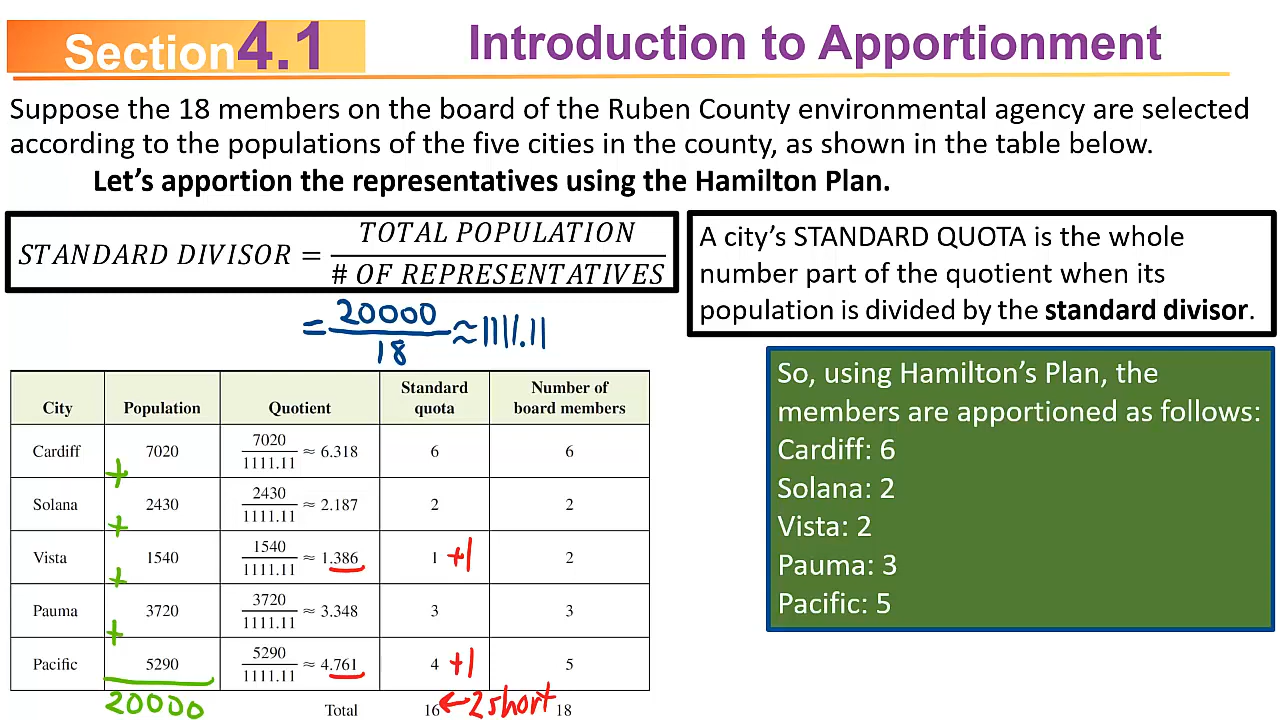 Section 4.1
Introduction to Apportionment
Suppose the 18 members on the board of the Ruben County environmental agency are selected
according to the populations of the five cities in the county, as shown in the table below.
Let's apportion the representatives using the Hamilton Plan.
STANDARD DIVISOR = TOTAL POPULATION / # OF REPRESENTATIVES
= 20000 / 18 ≈ 1111.11
A city's STANDARD QUOTA is the whole
number part of the quotient when its
population is divided by the standard divisor.
City Population Quotient Standard quota Number of board members
Cardiff 7020 7020/1111.11 ≈ 6.318 6 6
+
Solana 2430 2430/1111.11 ≈ 2.187 2 2
+
Vista 1540 1540/1111.11 ≈ 1.386 1 +1 2
+
Pauma 3720 3720/1111.11 ≈ 3.348 3 3
+
Pacific 5290 5290/1111.11 ≈ 4.761 4 +1 5
20000 Total 16 ← 2 short 18
So, using Hamilton's Plan, the
members are apportioned as follows:
Cardiff: 6
Solana: 2
Vista: 2
Pauma: 3
Pacific: 5